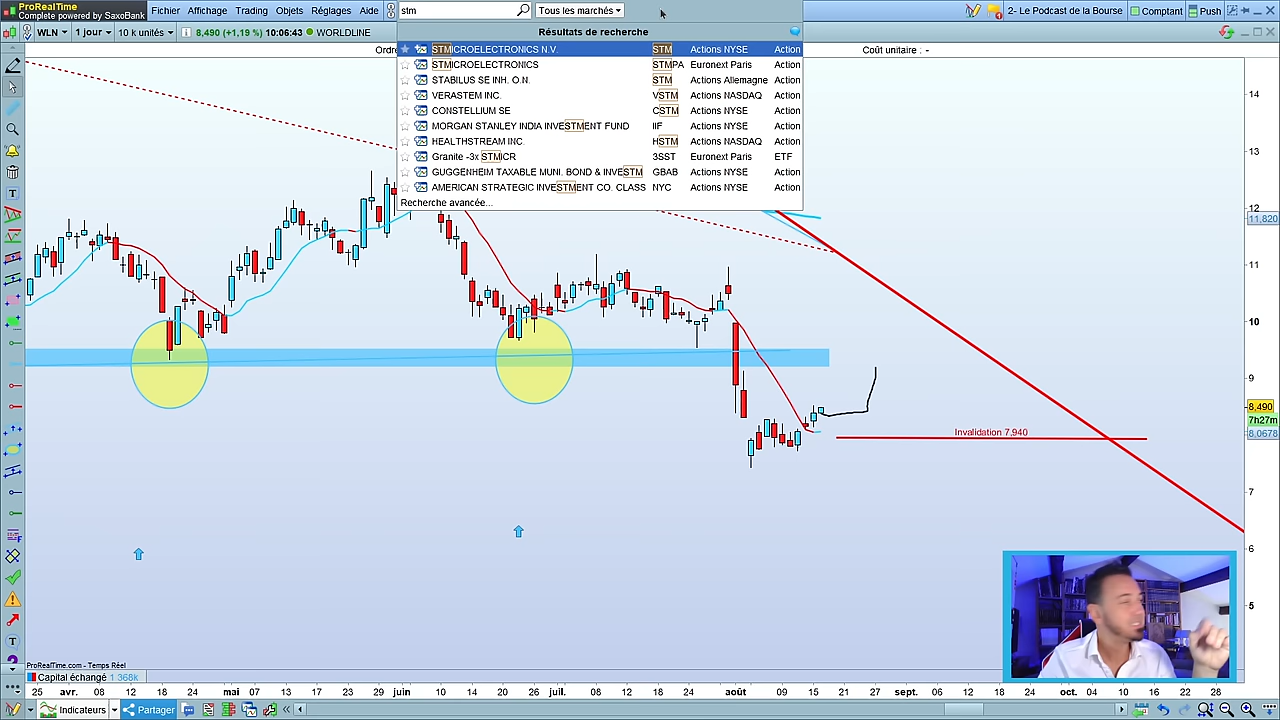 ProRealTime
Complete powered by SaxoBank
Fichier Affichage Trading Objets Réglages Aide
stm
Tous les marchés
2- Le Podcast de la Bourse
Comptant
Push
WLN
1 jour
10 k unités
8,490 (+1,19 %) 10:06:43
WORLDLINE
Ordre
Coût unitaire : -
Résultats de recherche
STMICROELECTRONICS N.V. STM Actions NYSE Action
STMICROELECTRONICS STMPA Euronext Paris Action
STABILUS SE INH. O.N. STM Actions Allemagne Action
VERASTEM INC. VSTM Actions NASDAQ Action
CONSTELLIUM SE CSTM Actions NYSE Action
MORGAN STANLEY INDIA INVESTMENT FUND IIF Actions NYSE Action
HEALTHSTREAM INC. HSTM Actions NASDAQ Action
Granite -3x STMICR 3SST Euronext Paris ETF
GUGGENHEIM TAXABLE MUNI. BOND & INVESTM GBAB Actions NYSE Action
AMERICAN STRATEGIC INVESTMENT CO. CLASS NYC Actions NYSE Action
Recherche avancée...
14
13
12
11,820
11
10
9
8,490
7h27m
8,0678
7
6
5
Invalidation 7,940
ProRealTime.com - Temps Réel
Capital échangé 1 368k
25 avr. 08 12 18 24 mai 07 13 17 23 29 juin 10 14 20 26 juil. 08 12 18 24 août 09 15 21 27 sept. 06 12 18 24 oct. 04 10 16 22 26
Indicateurs
Partager